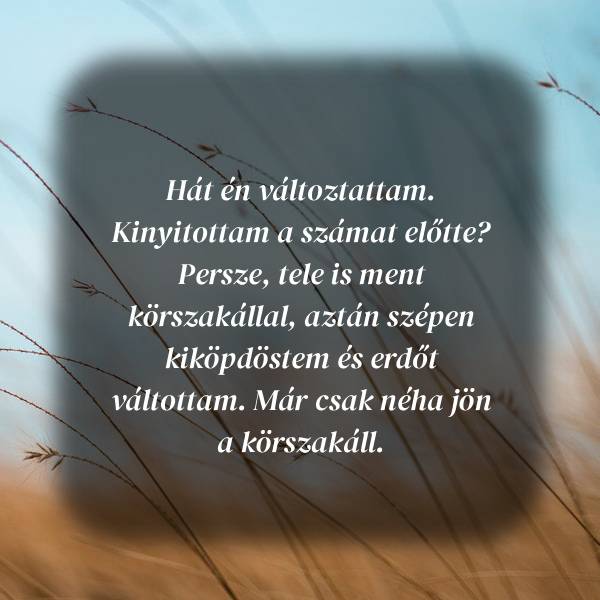 Hát én változtattam.
Kinyitottam a számat előtte?
Persze, tele is ment
körszakállal, aztán szépen
kiköpdöstem és erdőt
váltottam. Már csak néha jön
a körszakáll.